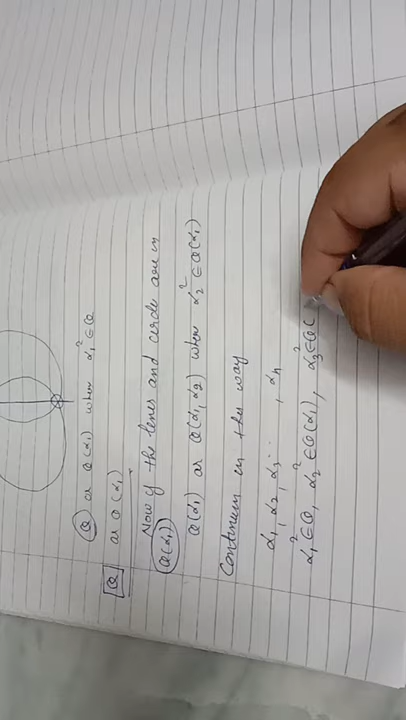 Q or Q(α₁) when α₁² ∈ Q
Q or Q(α₁)
Now if the lines and circle are in
Q(α₁)
Q(α₁) or Q(α₁, α₂) when α₂² ∈ Q(α₁)
Continuing in this way
α₁, α₂, α₃ ..., αₙ
α₁² ∈ Q, α₂² ∈ Q(α₁), α₃² ∈ Q(